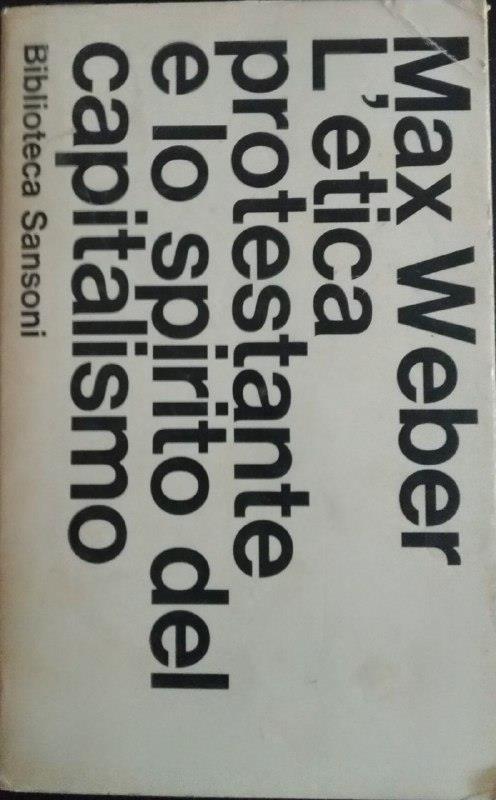 Max Weber
L'etica
protestante
e lo spirito del
capitalismo
Biblioteca Sansoni